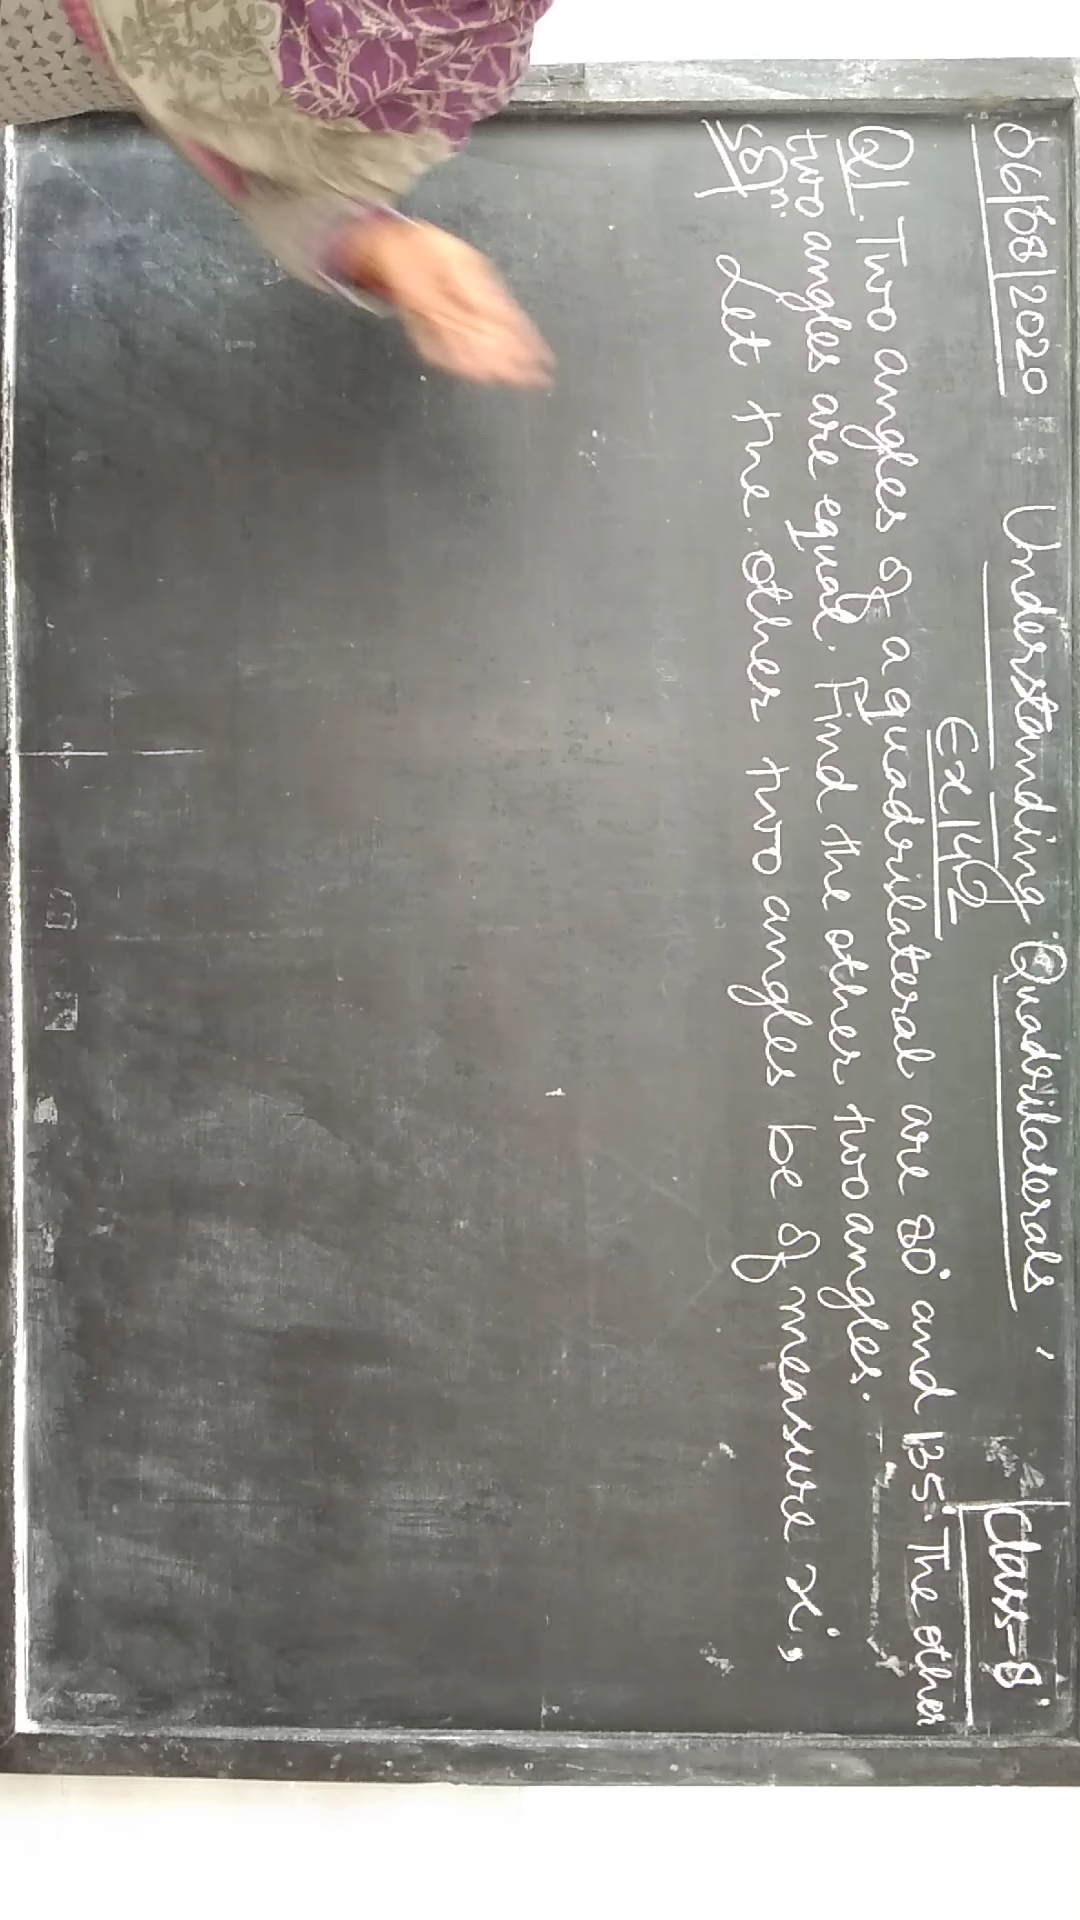 06/08/2020 Understanding Quadrilaterals Class-8
Ex 14.2
Q1. Two angles of a quadrilateral are 80° and 135°. The other
two angles are equal. Find the other two angles.
Solⁿ. Let the other two angles be of measure x°,